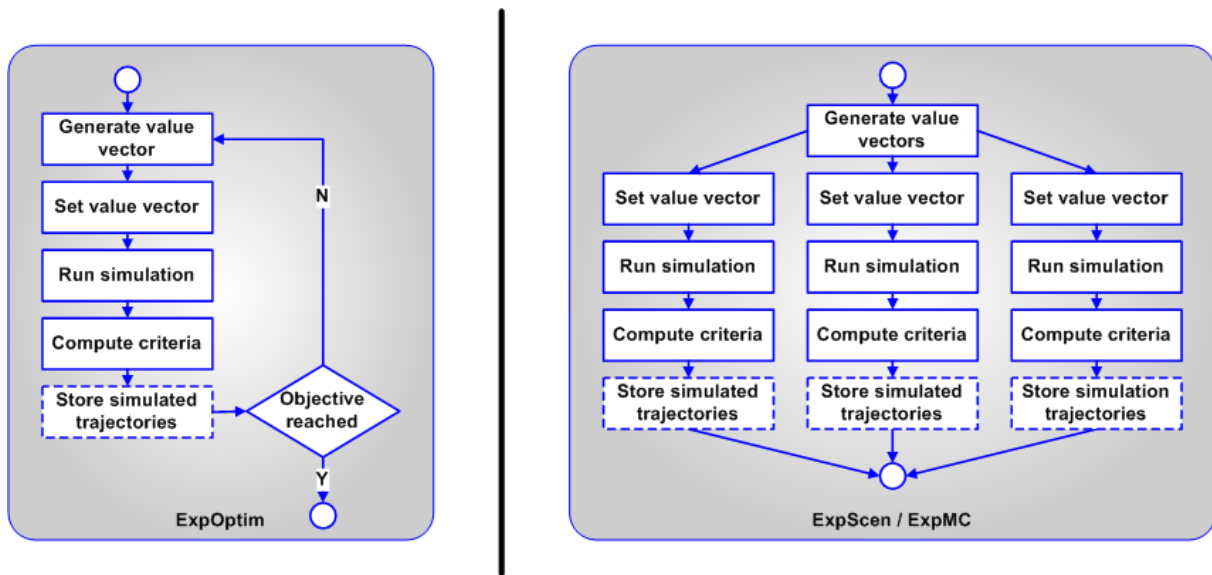 Generate value
vector
Set value vector
Run simulation
Compute criteria
Store simulated
trajectories
Objective
reached
N
Y
ExpOptim
Generate value
vectors
Set value vector
Run simulation
Compute criteria
Store simulated
trajectories
Set value vector
Run simulation
Compute criteria
Store simulated
trajectories
Set value vector
Run simulation
Compute criteria
Store simulation
trajectories
ExpScen / ExpMC